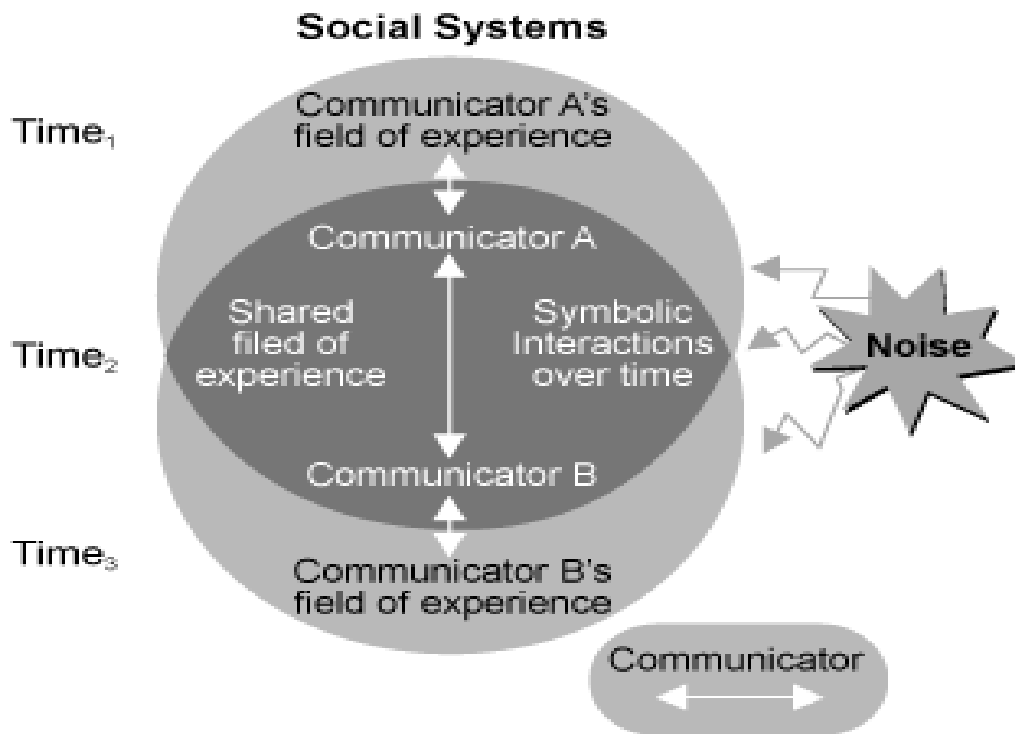 Social Systems
Time₁
Communicator A's
field of experience
Communicator A
Time₂
Shared
filed of
experience
Symbolic
Interactions
over time
Noise
Communicator B
Time₃
Communicator B's
field of experience
Communicator